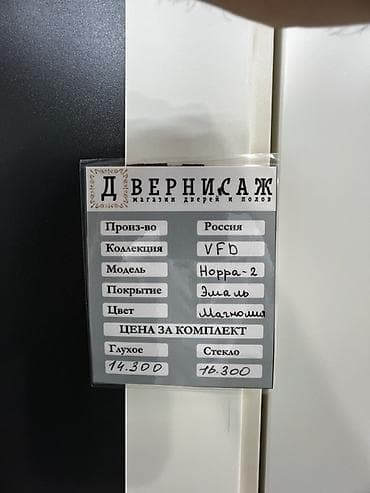 ДВЕРНИСАЖ
магазин дверей и полов
Произ-во Россия
Коллекция VFD
Модель Норра-2
Покрытие Эмаль
Цвет Магнолия
ЦЕНА ЗА КОМПЛЕКТ
Глухое Стекло
14.300 16.300